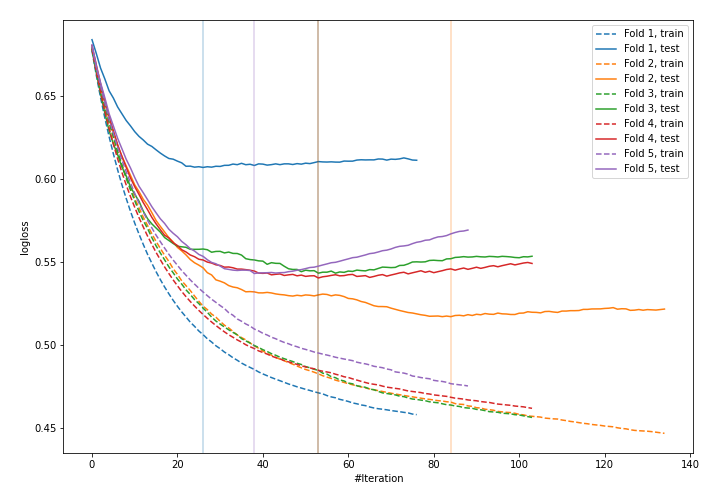 0.65
0.60
0.55
0.50
0.45
logloss
0
20
40
60
80
100
120
140
#Iteration
Fold 1, train
Fold 1, test
Fold 2, train
Fold 2, test
Fold 3, train
Fold 3, test
Fold 4, train
Fold 4, test
Fold 5, train
Fold 5, test